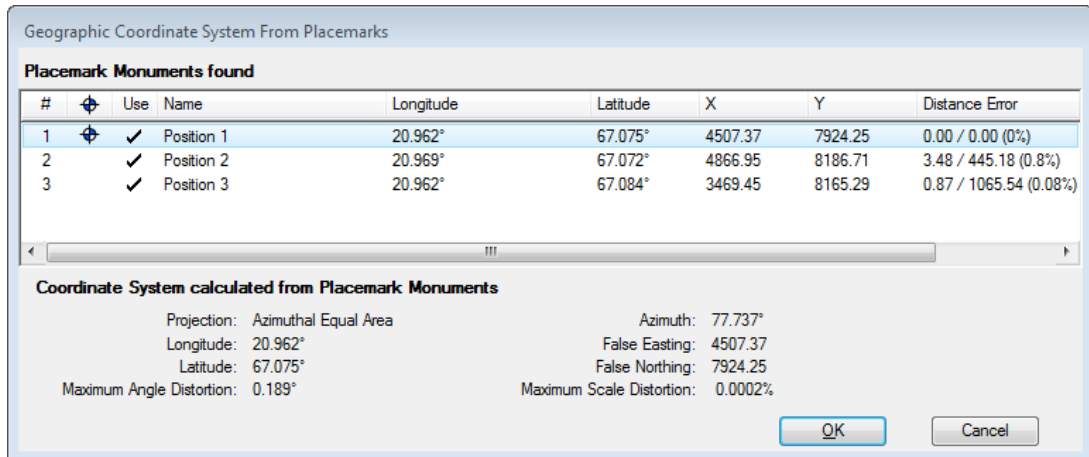 Geographic Coordinate System From Placemarks
Placemark Monuments found
# Use Name Longitude Latitude X Y Distance Error
1 Position 1 20.962° 67.075° 4507.37 7924.25 0.00 / 0.00 (0%)
2 Position 2 20.969° 67.072° 4866.95 8186.71 3.48 / 445.18 (0.8%)
3 Position 3 20.962° 67.084° 3469.45 8165.29 0.87 / 1065.54 (0.08%)
Coordinate System calculated from Placemark Monuments
Projection: Azimuthal Equal Area Azimuth: 77.737°
Longitude: 20.962° False Easting: 4507.37
Latitude: 67.075° False Northing: 7924.25
Maximum Angle Distortion: 0.189° Maximum Scale Distortion: 0.0002%
OK Cancel